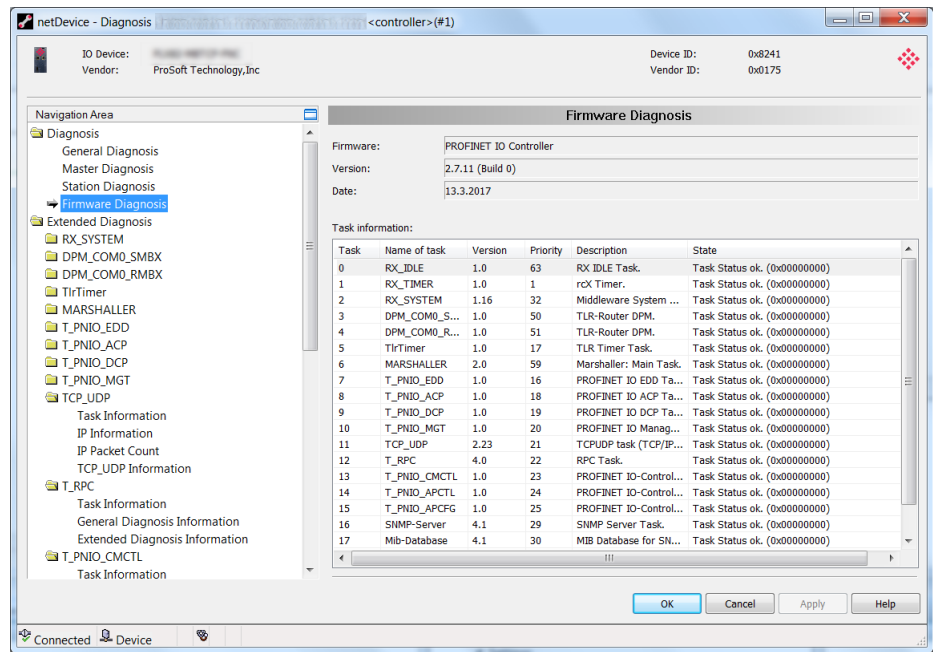 netDevice - Diagnosis <controller>(#1)
IO Device: Device ID: 0x8241
Vendor: ProSoft Technology,Inc Vendor ID: 0x0175
Navigation Area
Diagnosis
General Diagnosis
Master Diagnosis
Station Diagnosis
Firmware Diagnosis
Extended Diagnosis
RX_SYSTEM
DPM_COM0_SMBX
DPM_COM0_RMBX
TlrTimer
MARSHALLER
T_PNIO_EDD
T_PNIO_ACP
T_PNIO_DCP
T_PNIO_MGT
TCP_UDP
Task Information
IP Information
IP Packet Count
TCP_UDP Information
T_RPC
Task Information
General Diagnosis Information
Extended Diagnosis Information
T_PNIO_CMCTL
Task Information
Firmware Diagnosis
Firmware: PROFINET IO Controller
Version: 2.7.11 (Build 0)
Date: 13.3.2017
Task information:
Task Name of task Version Priority Description State
0 RX_IDLE 1.0 63 RX IDLE Task. Task Status ok. (0x00000000)
1 RX_TIMER 1.0 1 rcX Timer. Task Status ok. (0x00000000)
2 RX_SYSTEM 1.16 32 Middleware System ... Task Status ok. (0x00000000)
3 DPM_COM0_S... 1.0 50 TLR-Router DPM. Task Status ok. (0x00000000)
4 DPM_COM0_R... 1.0 51 TLR-Router DPM. Task Status ok. (0x00000000)
5 TlrTimer 1.0 17 TLR Timer Task. Task Status ok. (0x00000000)
6 MARSHALLER 2.0 59 Marshaller: Main Task. Task Status ok. (0x00000000)
7 T_PNIO_EDD 1.0 16 PROFINET IO EDD Ta... Task Status ok. (0x00000000)
8 T_PNIO_ACP 1.0 18 PROFINET IO ACP Ta... Task Status ok. (0x00000000)
9 T_PNIO_DCP 1.0 19 PROFINET IO DCP Ta... Task Status ok. (0x00000000)
10 T_PNIO_MGT 1.0 20 PROFINET IO Manag... Task Status ok. (0x00000000)
11 TCP_UDP 2.23 21 TCPUDP task (TCP/IP... Task Status ok. (0x00000000)
12 T_RPC 4.0 22 RPC Task. Task Status ok. (0x00000000)
13 T_PNIO_CMCTL 1.0 23 PROFINET IO-Control... Task Status ok. (0x00000000)
14 T_PNIO_APCTL 1.0 24 PROFINET IO-Control... Task Status ok. (0x00000000)
15 T_PNIO_APCFG 1.0 25 PROFINET IO-Control... Task Status ok. (0x00000000)
16 SNMP-Server 4.1 29 SNMP Server Task. Task Status ok. (0x00000000)
17 Mib-Database 4.1 30 MIB Database for SN... Task Status ok. (0x00000000)
OK Cancel Apply Help
Connected Device